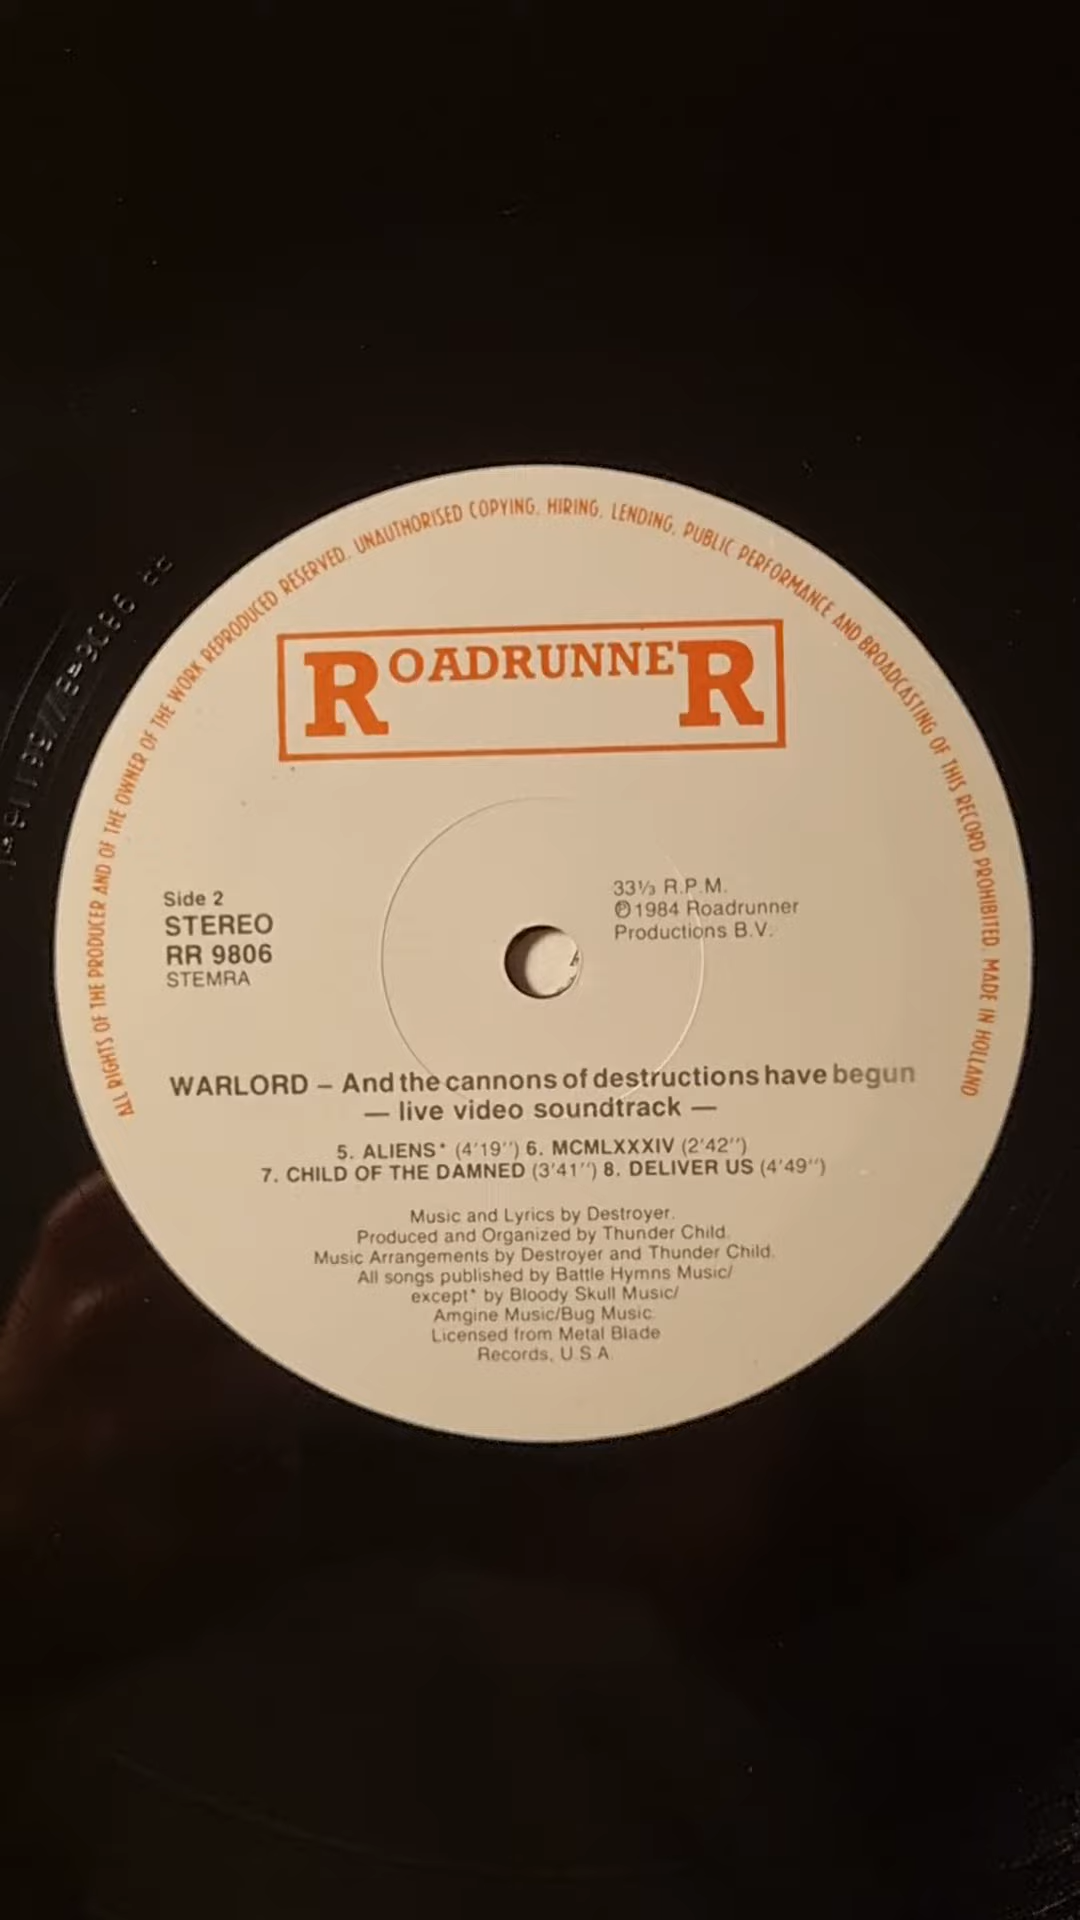 ALL RIGHTS OF THE PRODUCER AND OF THE OWNER OF THE WORK REPRODUCED RESERVED. UNAUTHORISED COPYING, HIRING, LENDING, PUBLIC PERFORMANCE AND BROADCASTING OF THIS RECORD PROHIBITED. MADE IN HOLLAND
ROADRUNNER
Side 2
STEREO
RR 9806
STEMRA
33⅓ R.P.M.
℗1984 Roadrunner
Productions B.V.
WARLORD – And the cannons of destructions have begun
— live video soundtrack —
5. ALIENS* (4'19'') 6. MCMLXXXIV (2'42'')
7. CHILD OF THE DAMNED (3'41'') 8. DELIVER US (4'49'')
Music and Lyrics by Destroyer.
Produced and Organized by Thunder Child.
Music Arrangements by Destroyer and Thunder Child.
All songs published by Battle Hymns Music/
except* by Bloody Skull Music/
Amgine Music/Bug Music.
Licensed from Metal Blade
Records, U.S.A.